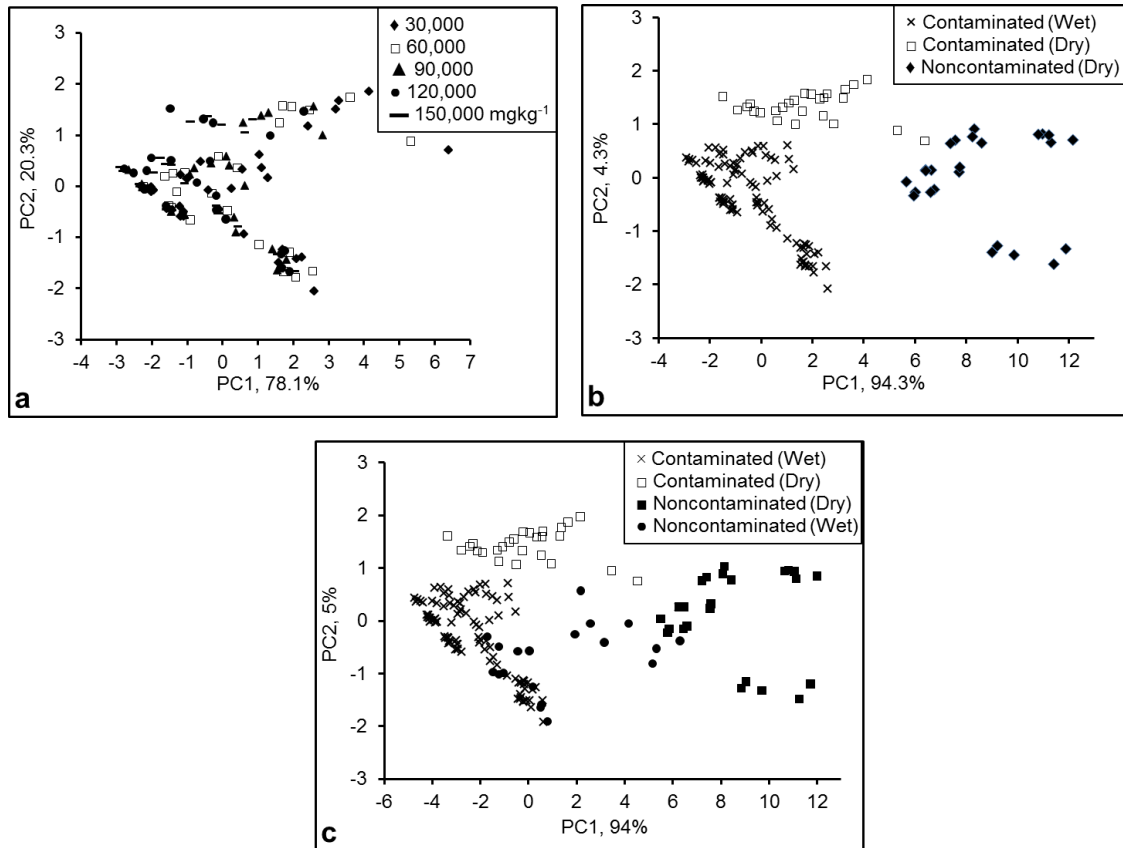 3
2
1
0
-1
-2
-3
PC2, 20.3%
-4 -3 -2 -1 0 1 2 3 4 5 6 7
PC1, 78.1%
30,000
60,000
90,000
120,000
150,000 mgkg⁻¹
a
3
2
1
0
-1
-2
-3
PC2, 4.3%
-4 -2 0 2 4 6 8 10 12
PC1, 94.3%
Contaminated (Wet)
Contaminated (Dry)
Noncontaminated (Dry)
b
3
2
1
0
-1
-2
-3
PC2, 5%
-6 -4 -2 0 2 4 6 8 10 12
PC1, 94%
Contaminated (Wet)
Contaminated (Dry)
Noncontaminated (Dry)
Noncontaminated (Wet)
c